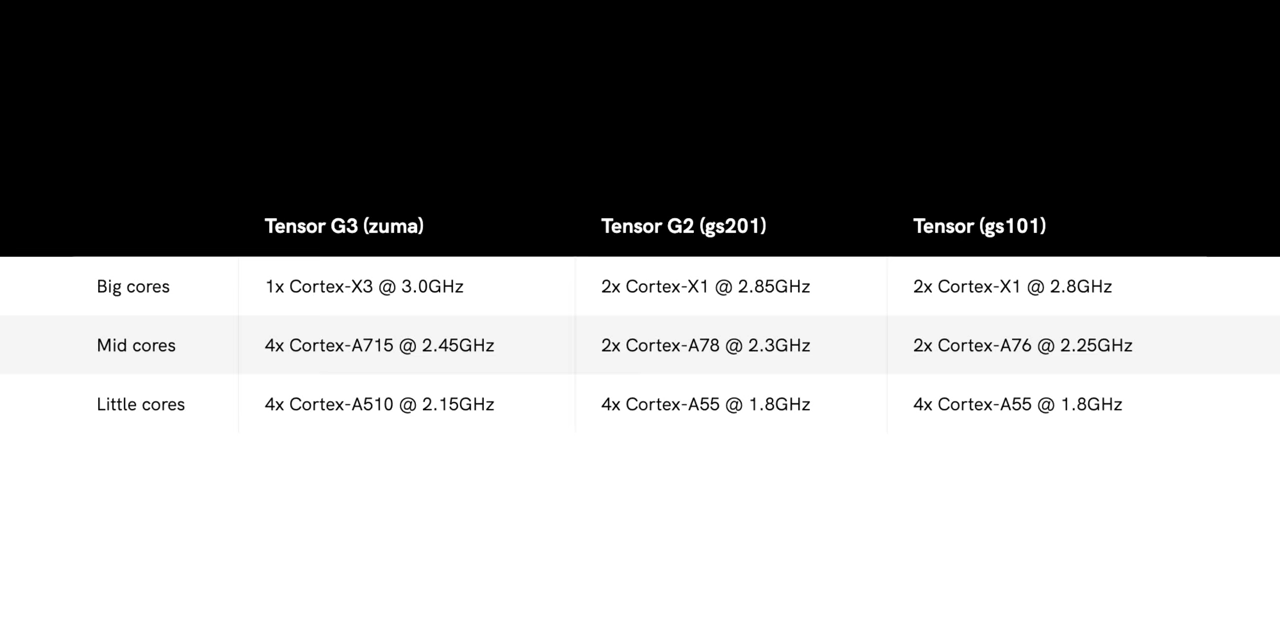 Tensor G3 (zuma) Tensor G2 (gs201) Tensor (gs101)
Big cores 1x Cortex-X3 @ 3.0GHz 2x Cortex-X1 @ 2.85GHz 2x Cortex-X1 @ 2.8GHz
Mid cores 4x Cortex-A715 @ 2.45GHz 2x Cortex-A78 @ 2.3GHz 2x Cortex-A76 @ 2.25GHz
Little cores 4x Cortex-A510 @ 2.15GHz 4x Cortex-A55 @ 1.8GHz 4x Cortex-A55 @ 1.8GHz